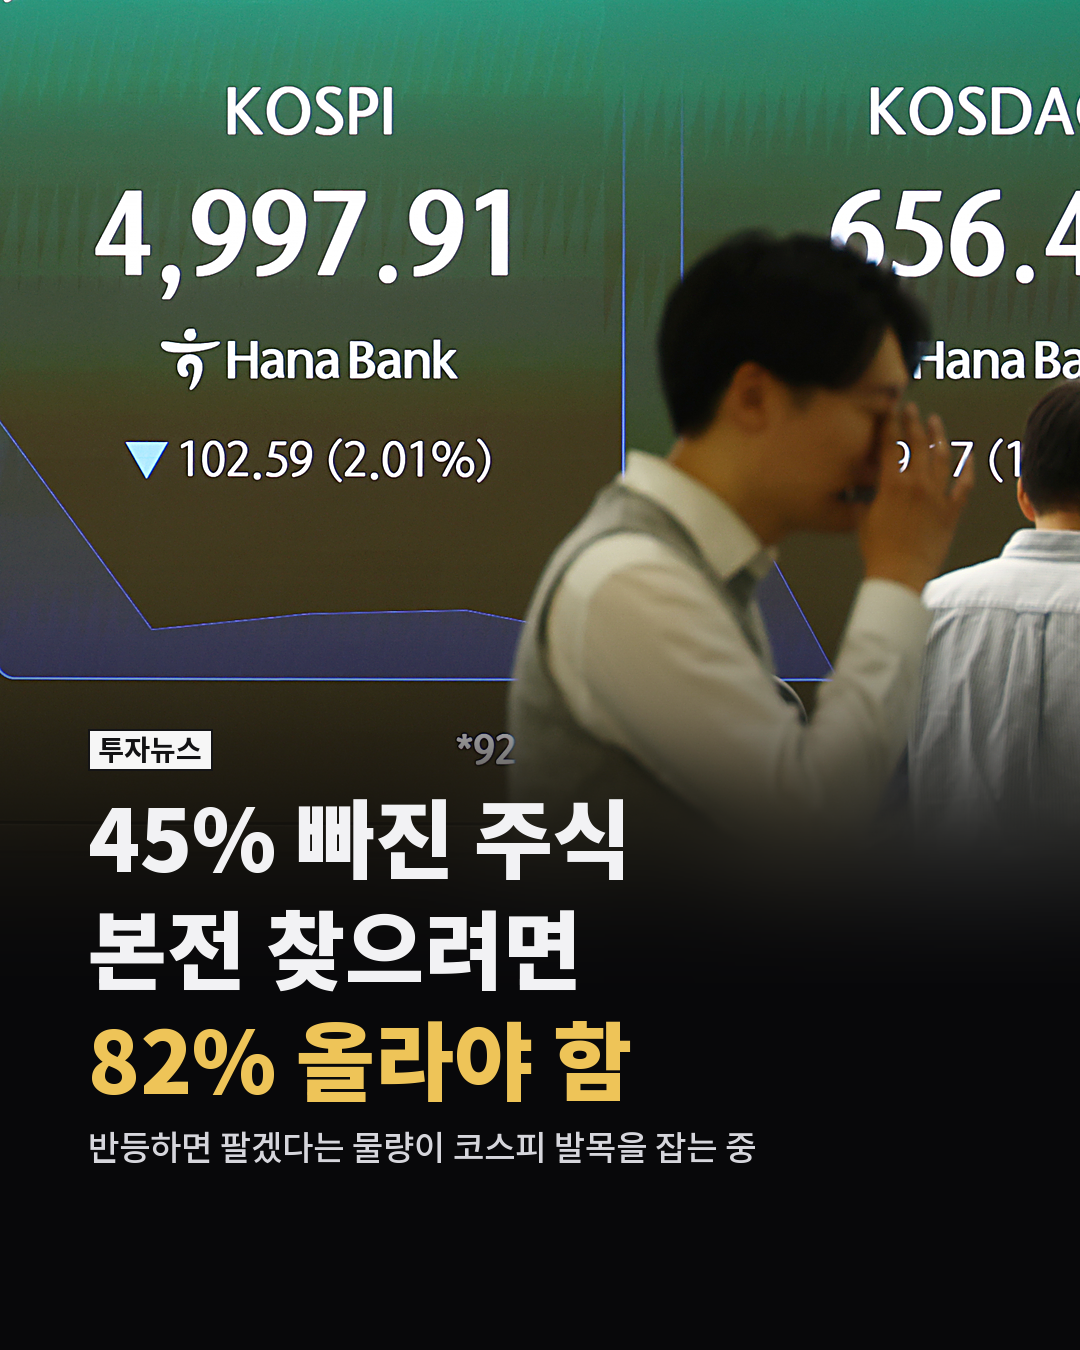 KOSPI
4,997.91
Hana Bank
▼ 102.59 (2.01%)
KOSDAQ
656.4
Hana Ba
투자뉴스
*92
45% 빠진 주식
본전 찾으려면
82% 올라야 함
반등하면 팔겠다는 물량이 코스피 발목을 잡는 중